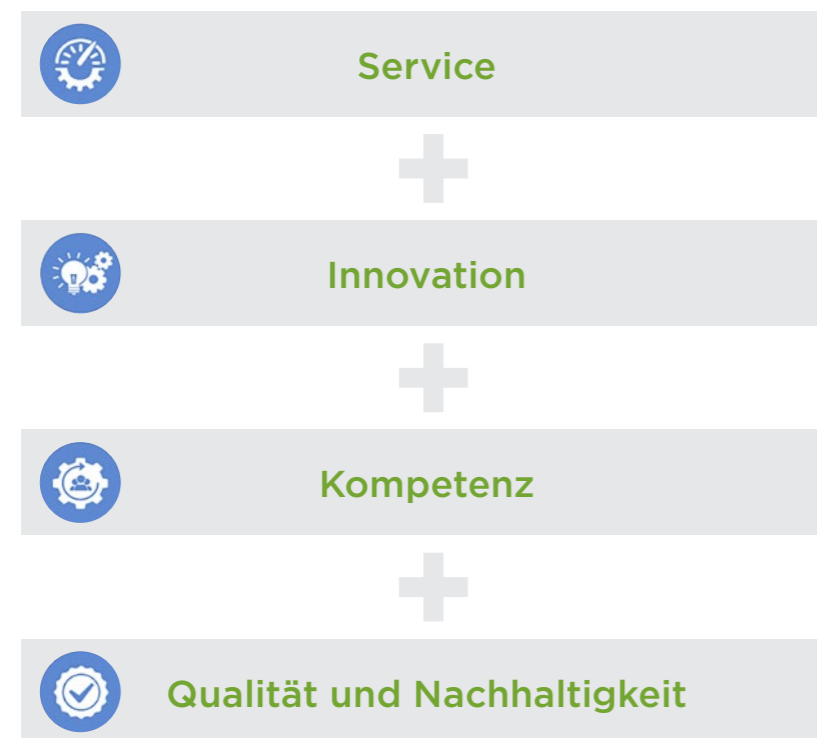 Service
Innovation
Kompetenz
Qualität und Nachhaltigkeit